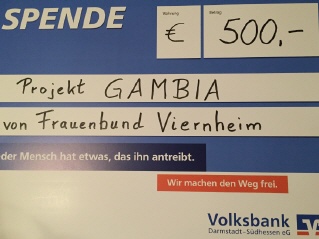 SPENDE
Währung
Betrag
€ 500,-
Projekt GAMBIA
von Frauenbund Viernheim
der Mensch hat etwas, das ihn antreibt.
Wir machen den Weg frei.
Volksbank
Darmstadt - Südhessen eG